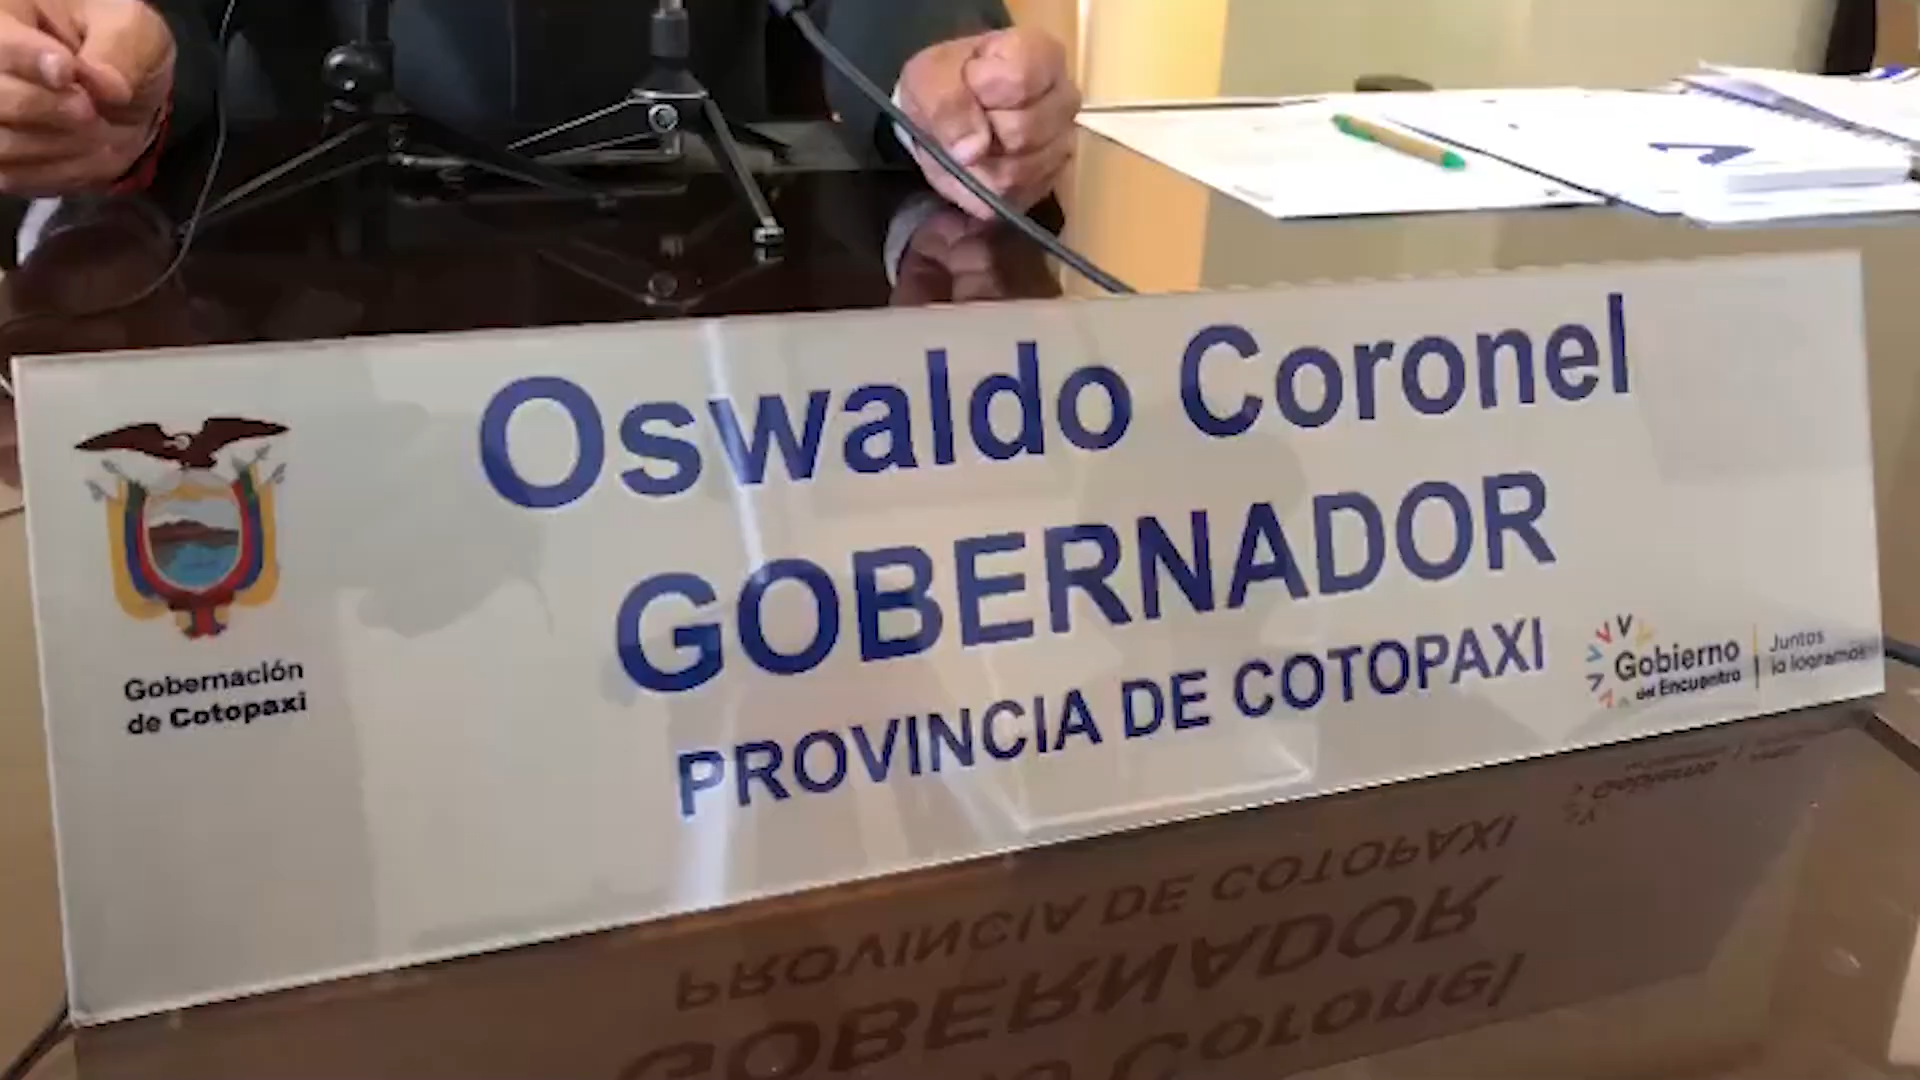 Oswaldo Coronel
GOBERNADOR
PROVINCIA DE COTOPAXI
Gobernación
de Cotopaxi
Gobierno
del Encuentro
Juntos
lo logramos